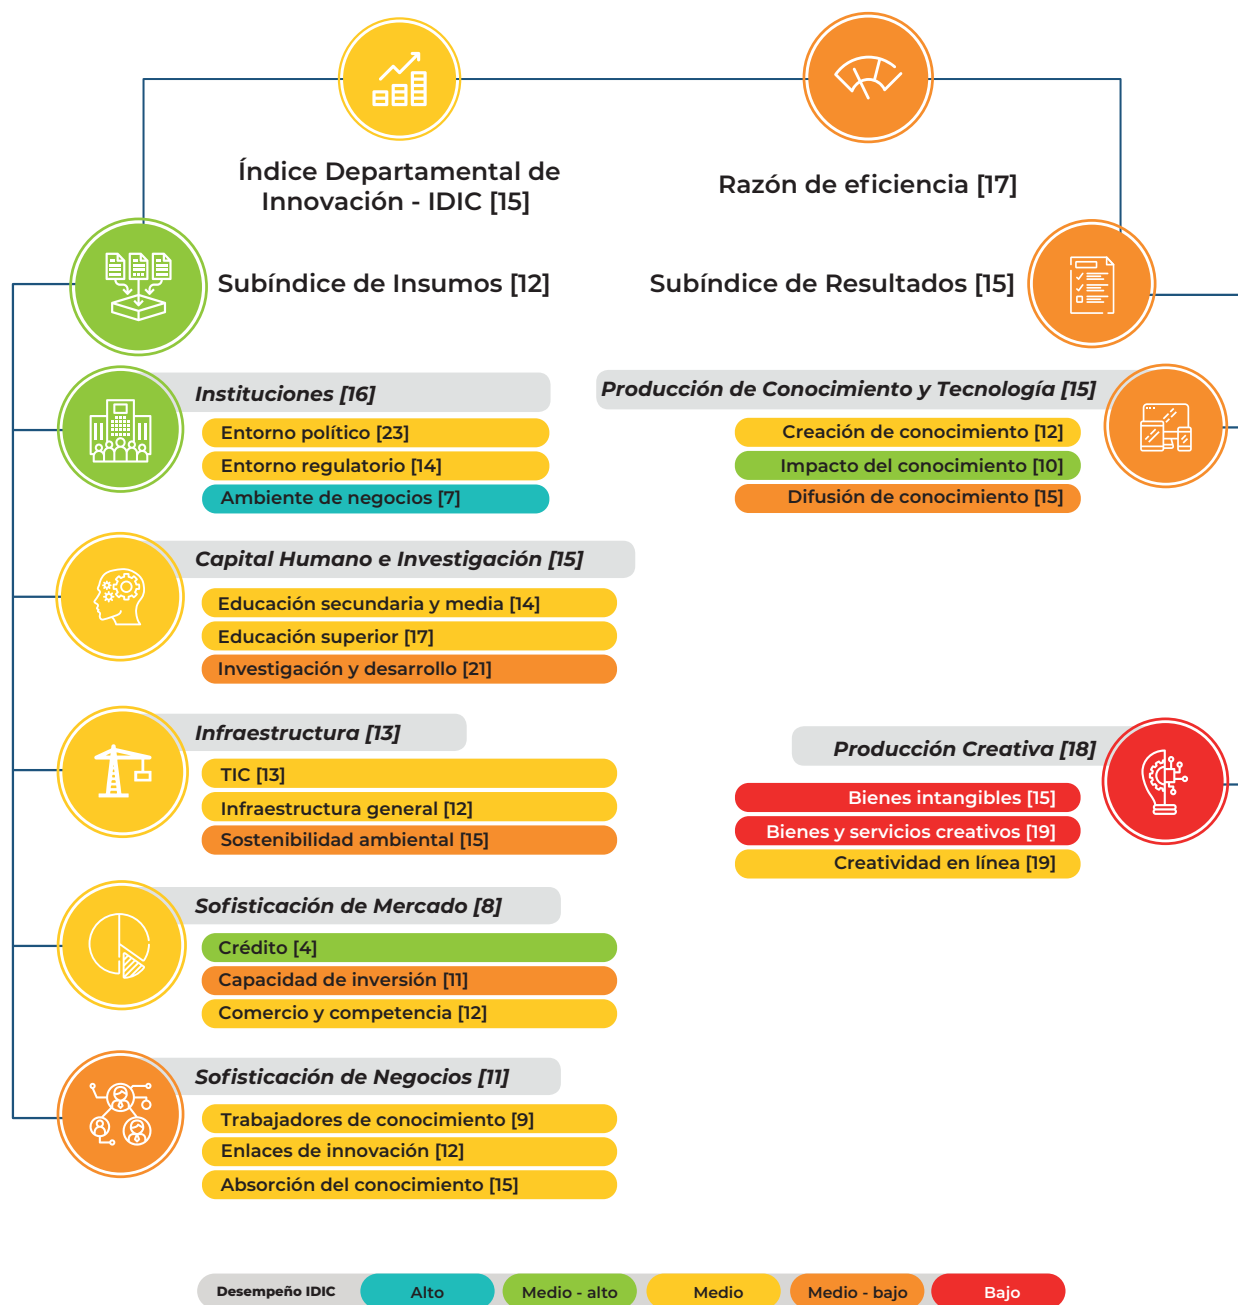 Índice Departamental de
Innovación - IDIC [15]
Razón de eficiencia [17]
Subíndice de Insumos [12]
Subíndice de Resultados [15]
Instituciones [16]
Entorno político [23]
Entorno regulatorio [14]
Ambiente de negocios [7]
Capital Humano e Investigación [15]
Educación secundaria y media [14]
Educación superior [17]
Investigación y desarrollo [21]
Infraestructura [13]
TIC [13]
Infraestructura general [12]
Sostenibilidad ambiental [15]
Sofisticación de Mercado [8]
Crédito [4]
Capacidad de inversión [11]
Comercio y competencia [12]
Sofisticación de Negocios [11]
Trabajadores de conocimiento [9]
Enlaces de innovación [12]
Absorción del conocimiento [15]
Producción de Conocimiento y Tecnología [15]
Creación de conocimiento [12]
Impacto del conocimiento [10]
Difusión de conocimiento [15]
Producción Creativa [18]
Bienes intangibles [15]
Bienes y servicios creativos [19]
Creatividad en línea [19]
Desempeño IDIC Alto Medio - alto Medio Medio - bajo Bajo